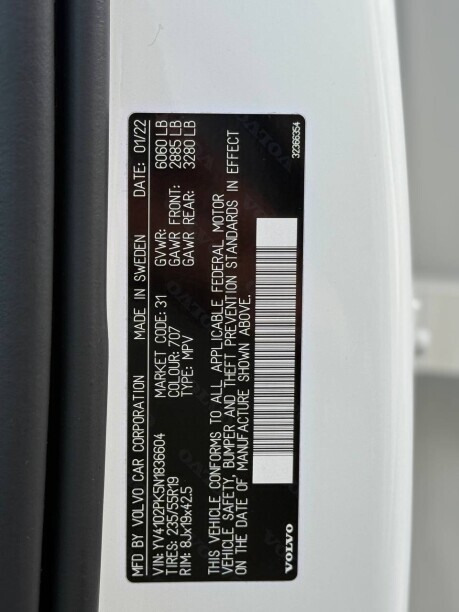 MFD BY VOLVO CAR CORPORATION MADE IN SWEDEN DATE: 01/22
VIN: YV4102PK5N1836604 MARKET CODE: 31 GVWR: 6060 LB
TIRES: 235/55R19 COLOUR: 707 GAWR FRONT: 2885 LB
RIM: 8Jx19x42.5 TYPE: MPV GAWR REAR: 3280 LB
THIS VEHICLE CONFORMS TO ALL APPLICABLE FEDERAL MOTOR
VEHICLE SAFETY, BUMPER AND THEFT PREVENTION STANDARDS IN EFFECT
ON THE DATE OF MANUFACTURE SHOWN ABOVE.
VOLVO 32366354